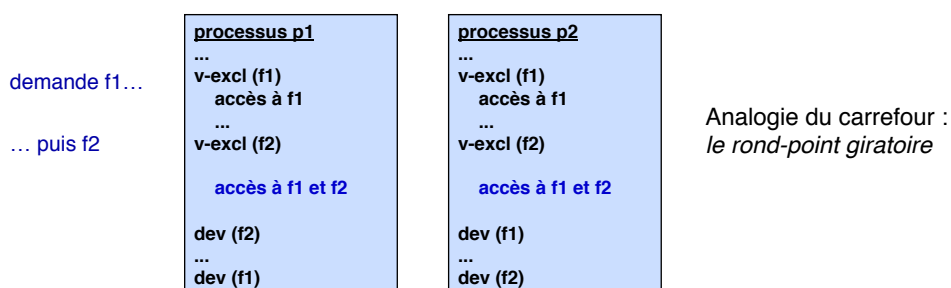 demande f1…
… puis f2
processus p1
...
v-excl (f1)
accès à f1
...
v-excl (f2)
accès à f1 et f2
dev (f2)
...
dev (f1)
processus p2
...
v-excl (f1)
accès à f1
...
v-excl (f2)
accès à f1 et f2
dev (f1)
...
dev (f2)
Analogie du carrefour :
le rond-point giratoire